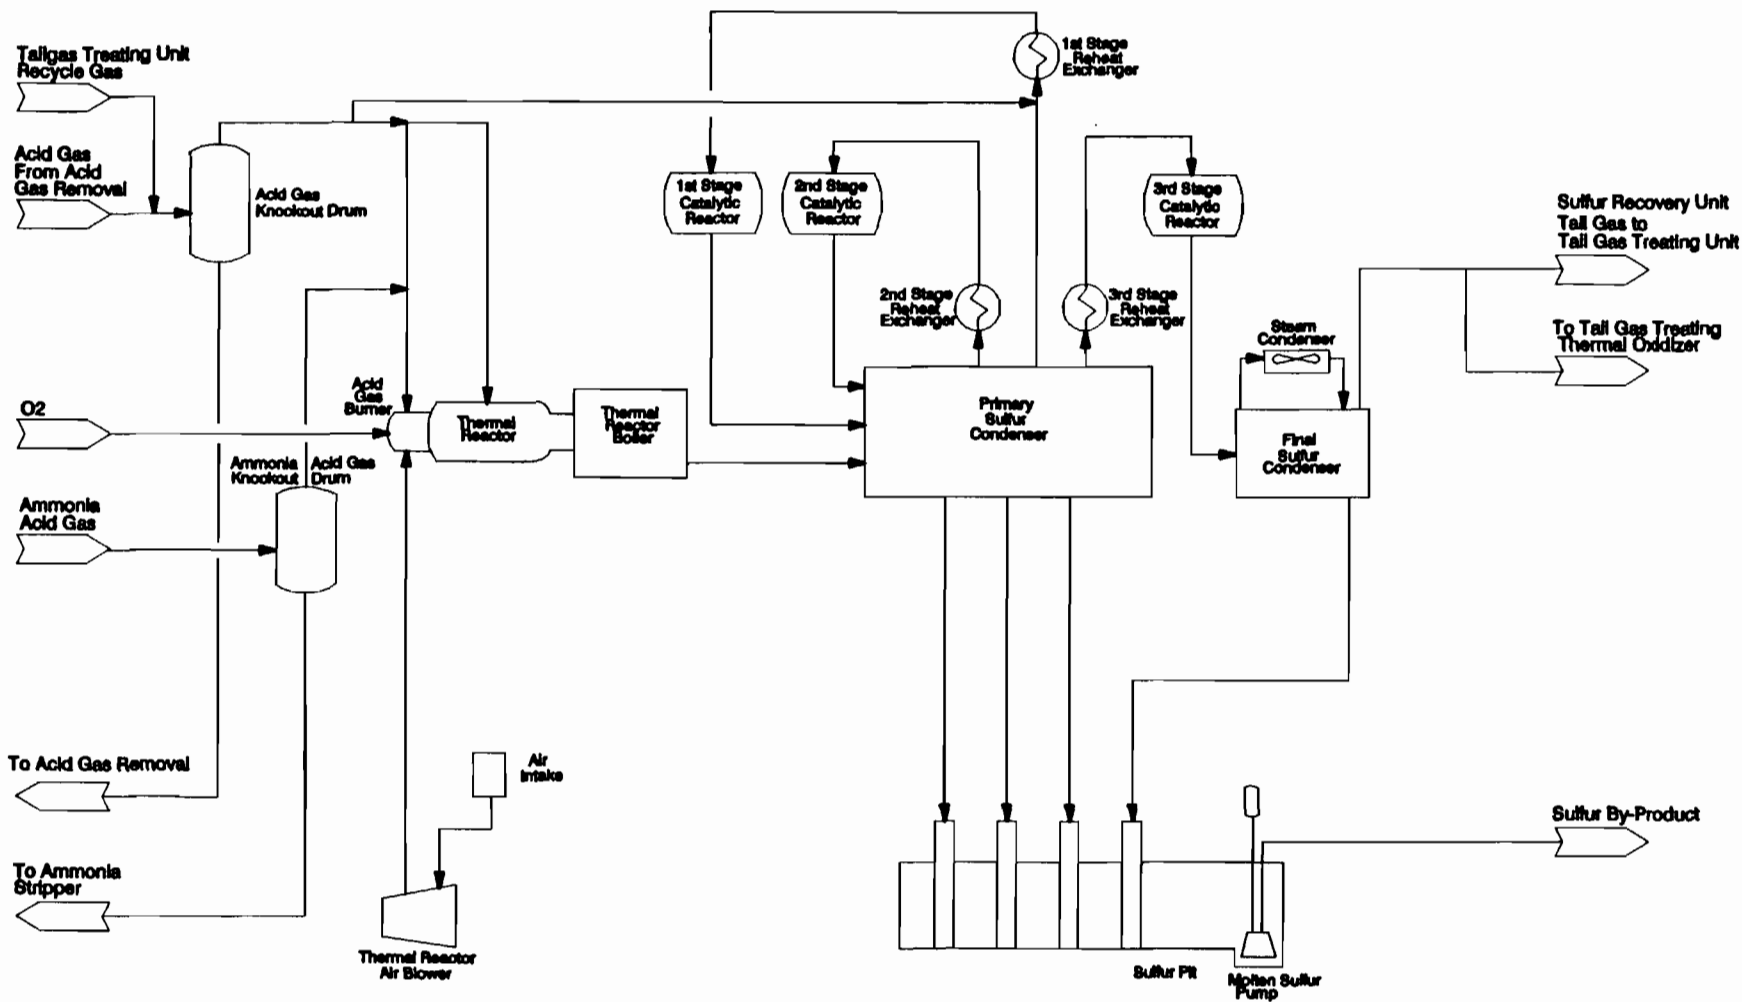 Tailgas Treating Unit
Recycle Gas
Acid Gas
From Acid
Gas Removal
Acid Gas
Knockout Drum
1st Stage
Reheat
Exchanger
1st Stage
Catalytic
Reactor
2nd Stage
Catalytic
Reactor
3rd Stage
Catalytic
Reactor
Sulfur Recovery Unit
Tail Gas to
Tail Gas Treating Unit
2nd Stage
Reheat
Exchanger
3rd Stage
Reheat
Exchanger
Steam
Condenser
To Tail Gas Treating
Thermal Oxidizer
O2
Acid
Gas
Burner
Thermal
Reactor
Thermal
Reactor
Boiler
Primary
Sulfur
Condenser
Final
Sulfur
Condenser
Ammonia Acid Gas
Knockout Drum
Ammonia
Acid Gas
To Acid Gas Removal
Air
Intake
To Ammonia
Stripper
Thermal Reactor
Air Blower
Sulfur By-Product
Sulfur Pit
Molten Sulfur
Pump